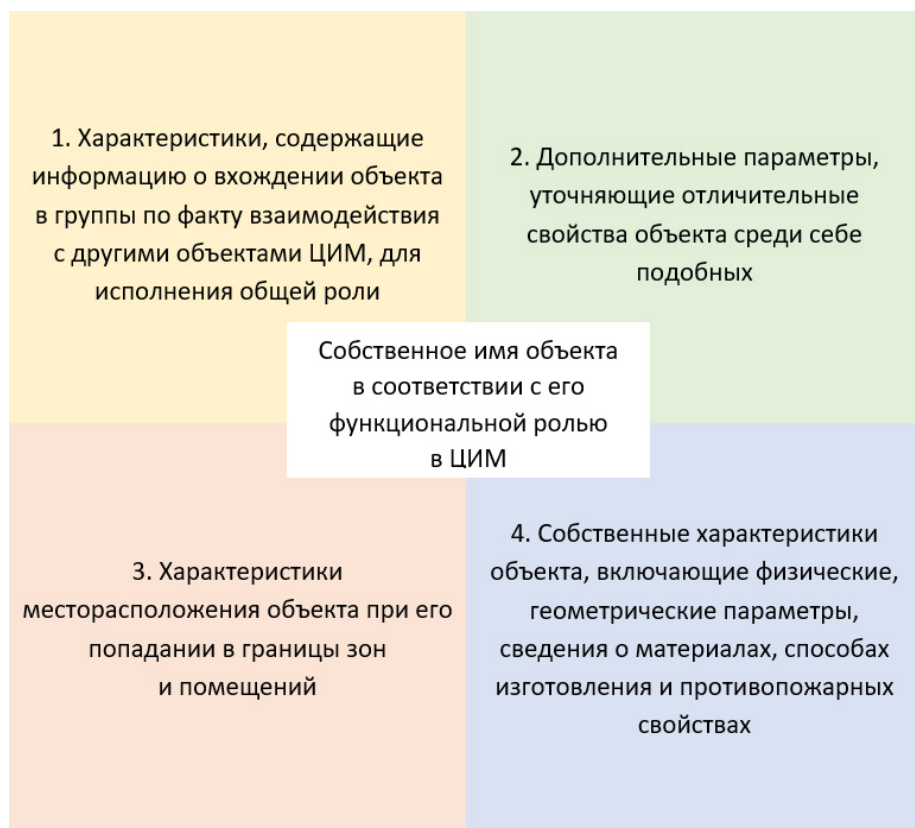 1. Характеристики, содержащие
информацию о вхождении объекта
в группы по факту взаимодействия
с другими объектами ЦИМ, для
исполнения общей роли
2. Дополнительные параметры,
уточняющие отличительные
свойства объекта среди себе
подобных
Собственное имя объекта
в соответствии с его
функциональной ролью
в ЦИМ
3. Характеристики
месторасположения объекта при его
попадании в границы зон
и помещений
4. Собственные характеристики
объекта, включающие физические,
геометрические параметры,
сведения о материалах, способах
изготовления и противопожарных
свойствах